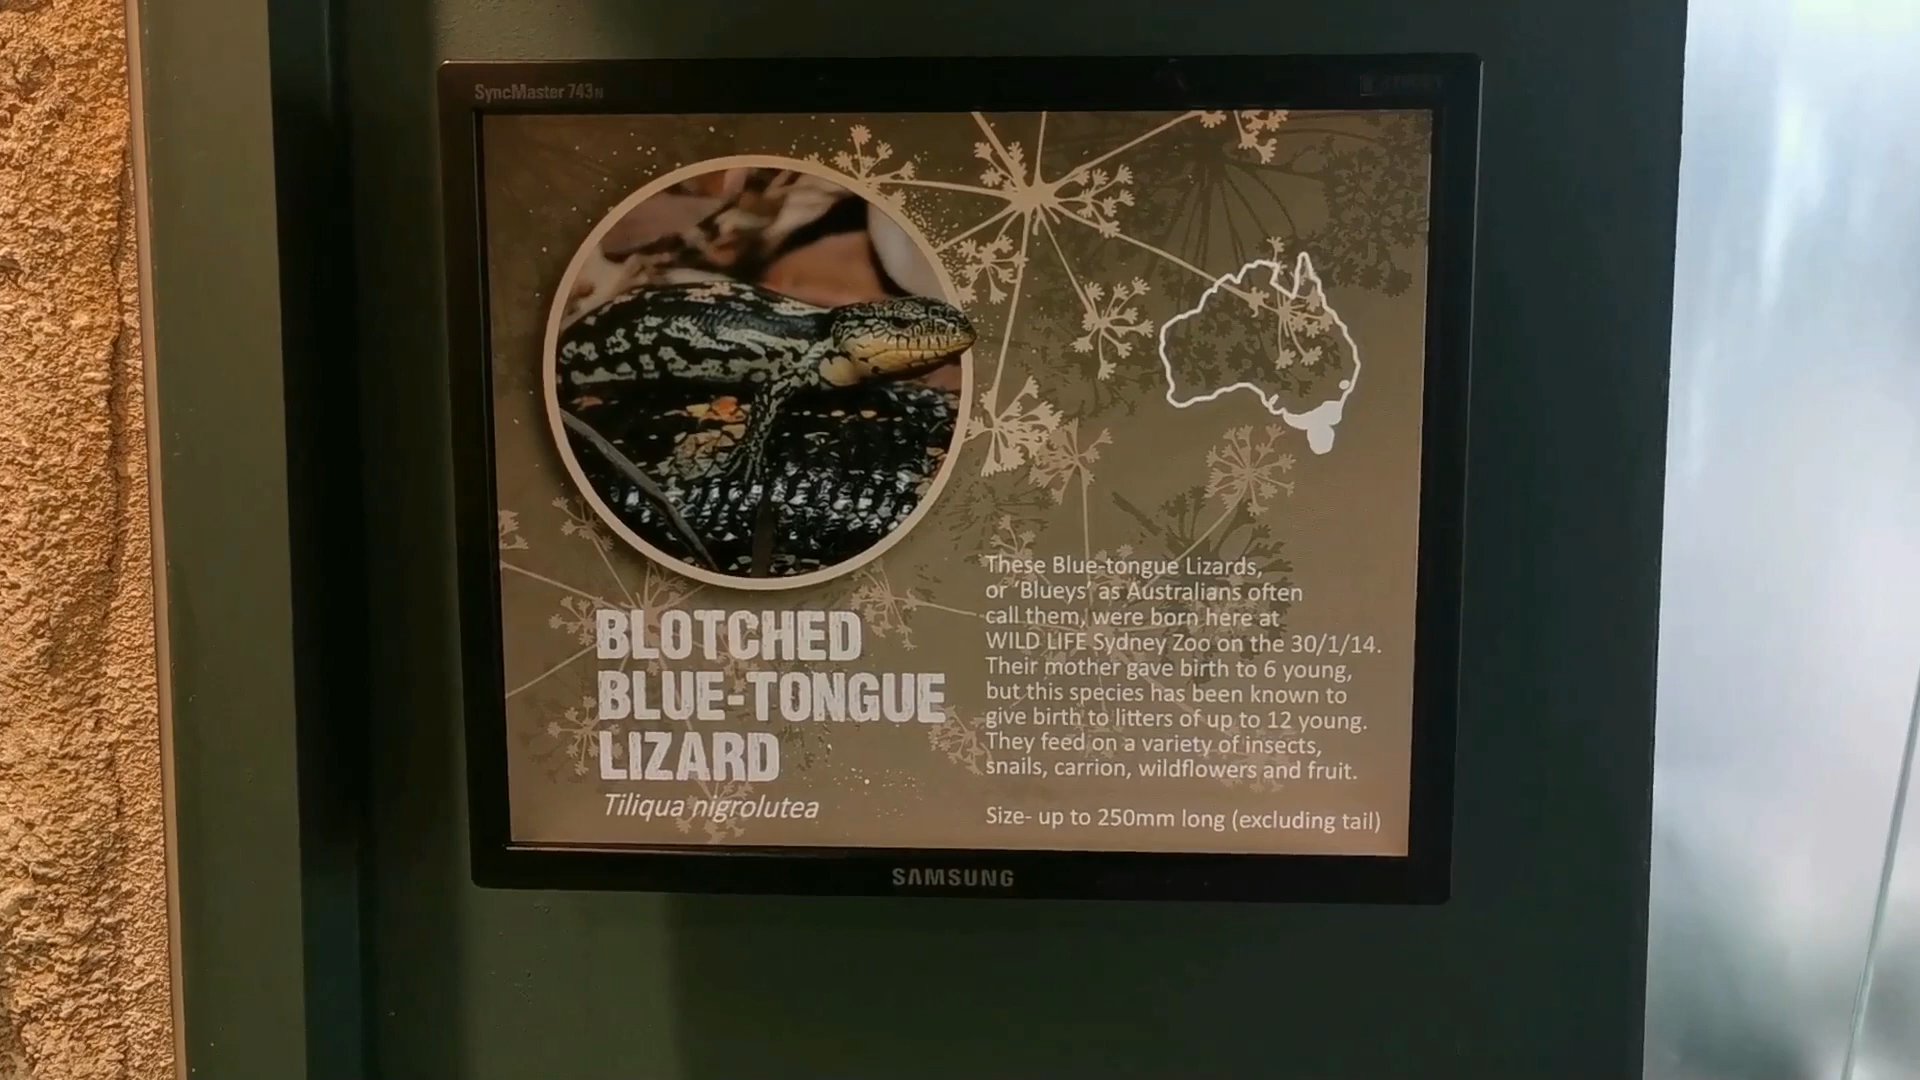 SyncMaster 743N
BLOTCHED
BLUE-TONGUE
LIZARD
Tiliqua nigrolutea
These Blue-tongue Lizards,
or ‘Blueys’ as Australians often
call them, were born here at
WILD LIFE Sydney Zoo on the 30/1/14.
Their mother gave birth to 6 young,
but this species has been known to
give birth to litters of up to 12 young.
They feed on a variety of insects,
snails, carrion, wildflowers and fruit.
Size- up to 250mm long (excluding tail)
SAMSUNG